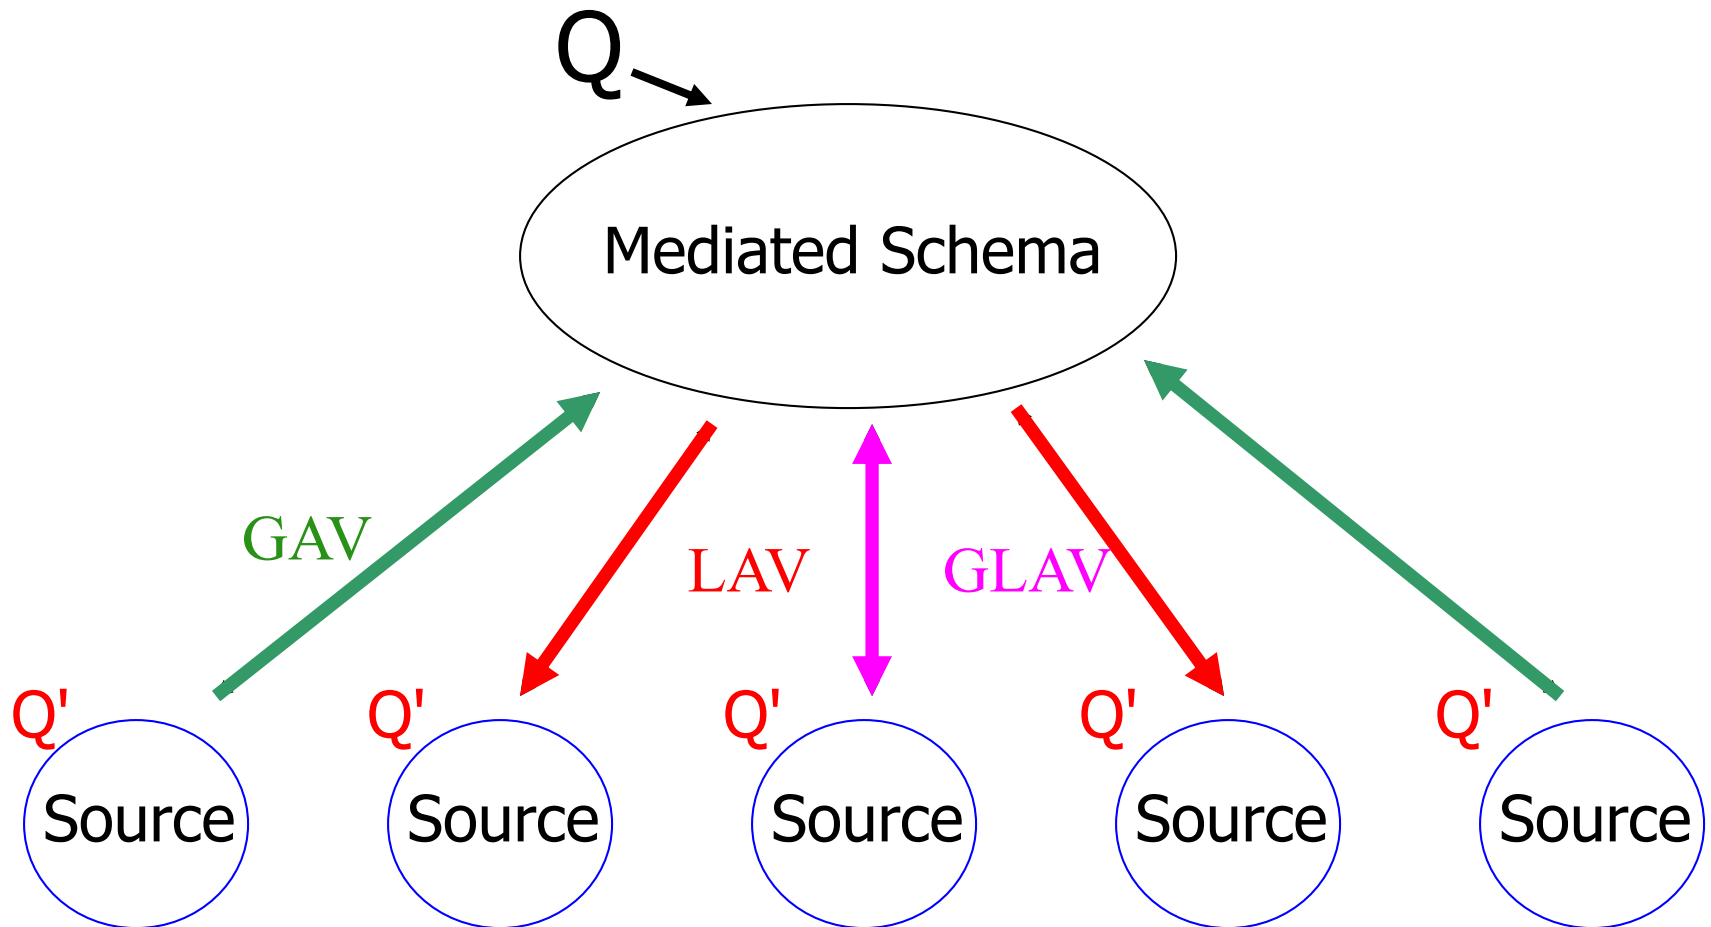 Q
Mediated Schema
GAV
LAV
GLAV
Q'
Q'
Q'
Q'
Q'
Source
Source
Source
Source
Source